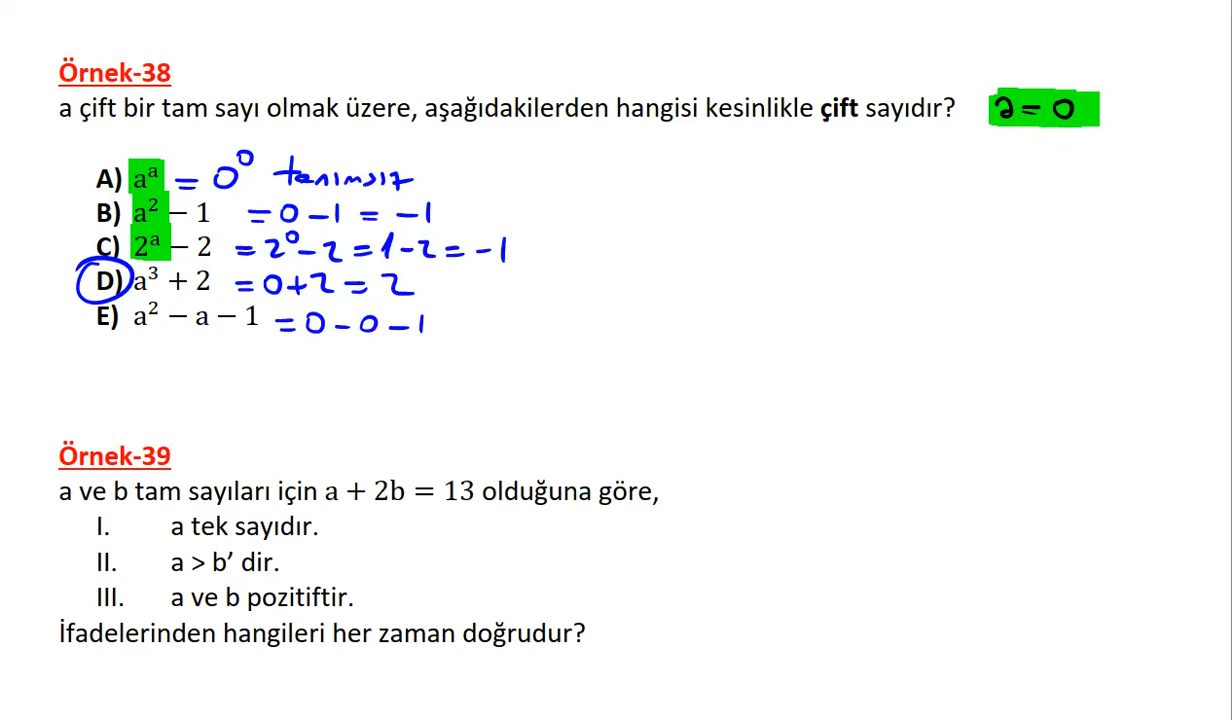 Örnek-38
a çift bir tam sayı olmak üzere, aşağıdakilerden hangisi kesinlikle çift sayıdır? a = 0
A) aᵃ = 0⁰ tanımsız
B) a² − 1 = 0 − 1 = −1
C) 2ᵃ − 2 = 2⁰ − 2 = 1 − 2 = −1
D) a³ + 2 = 0 + 2 = 2
E) a² − a − 1 = 0 − 0 − 1
Örnek-39
a ve b tam sayıları için a + 2b = 13 olduğuna göre,
I. a tek sayıdır.
II. a > b’ dir.
III. a ve b pozitiftir.
İfadelerinden hangileri her zaman doğrudur?